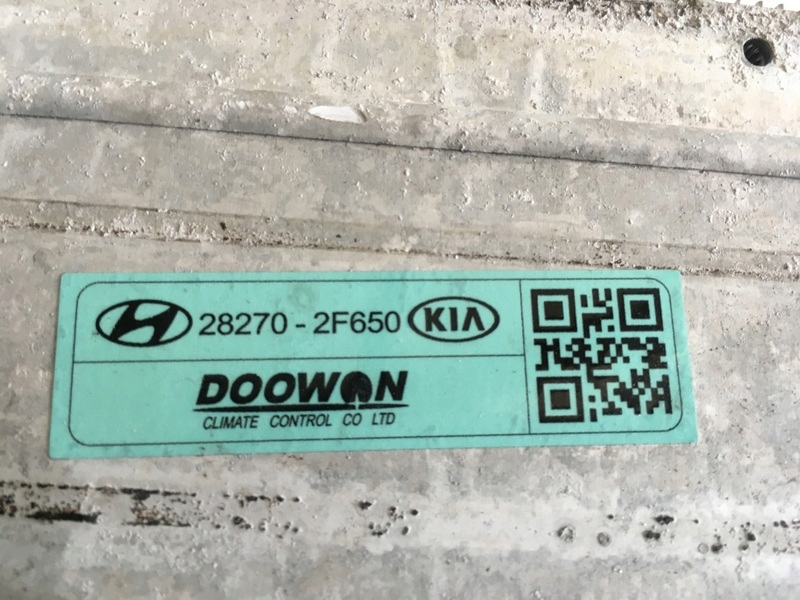 28270-2F650 KIA
DOOWON
CLIMATE CONTROL CO LTD